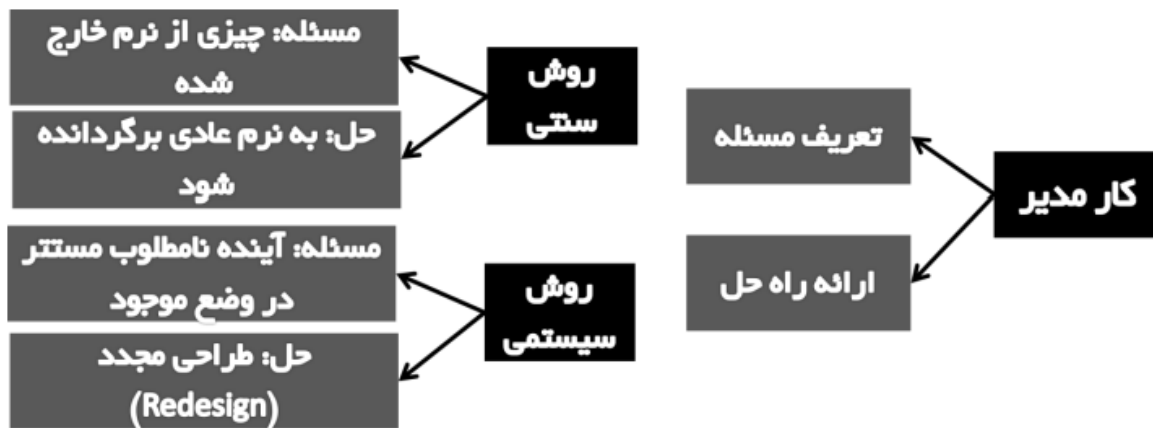 کار مدیر
تعریف مسئله
ارائه راه حل
روش
سنتی
مسئله: چیزی از نرم خارج
شده
حل: به نرم عادی برگردانده
شود
روش
سیستمی
مسئله: آینده نامطلوب مستتر
در وضع موجود
حل: طراحی مجدد
(Redesign)